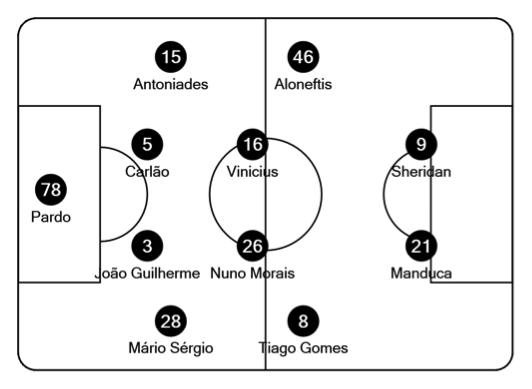 15
Antoniades
46
Aloneftis
5
Carlão
16
Vinicius
9
Sheridan
78
Pardo
3
João Guilherme
26
Nuno Morais
21
Manduca
28
Mário Sérgio
8
Tiago Gomes